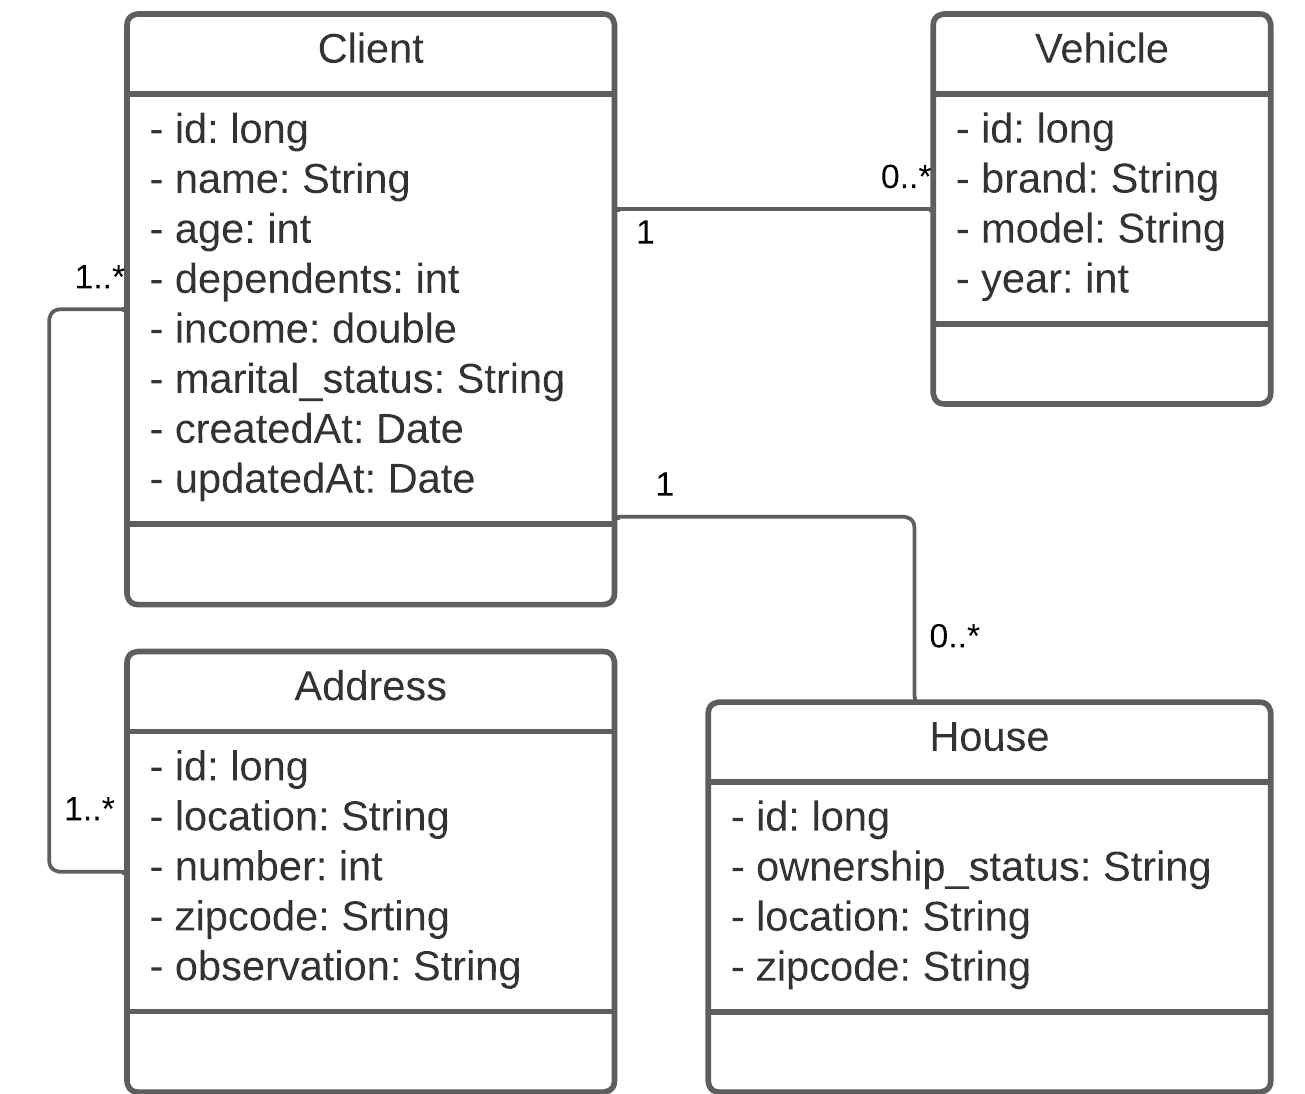 Client
- id: long
- name: String
- age: int
- dependents: int
- income: double
- marital_status: String
- createdAt: Date
- updatedAt: Date
Vehicle
- id: long
- brand: String
- model: String
- year: int
0..*
1
1..*
1
0..*
1..*
Address
- id: long
- location: String
- number: int
- zipcode: Srting
- observation: String
House
- id: long
- ownership_status: String
- location: String
- zipcode: String